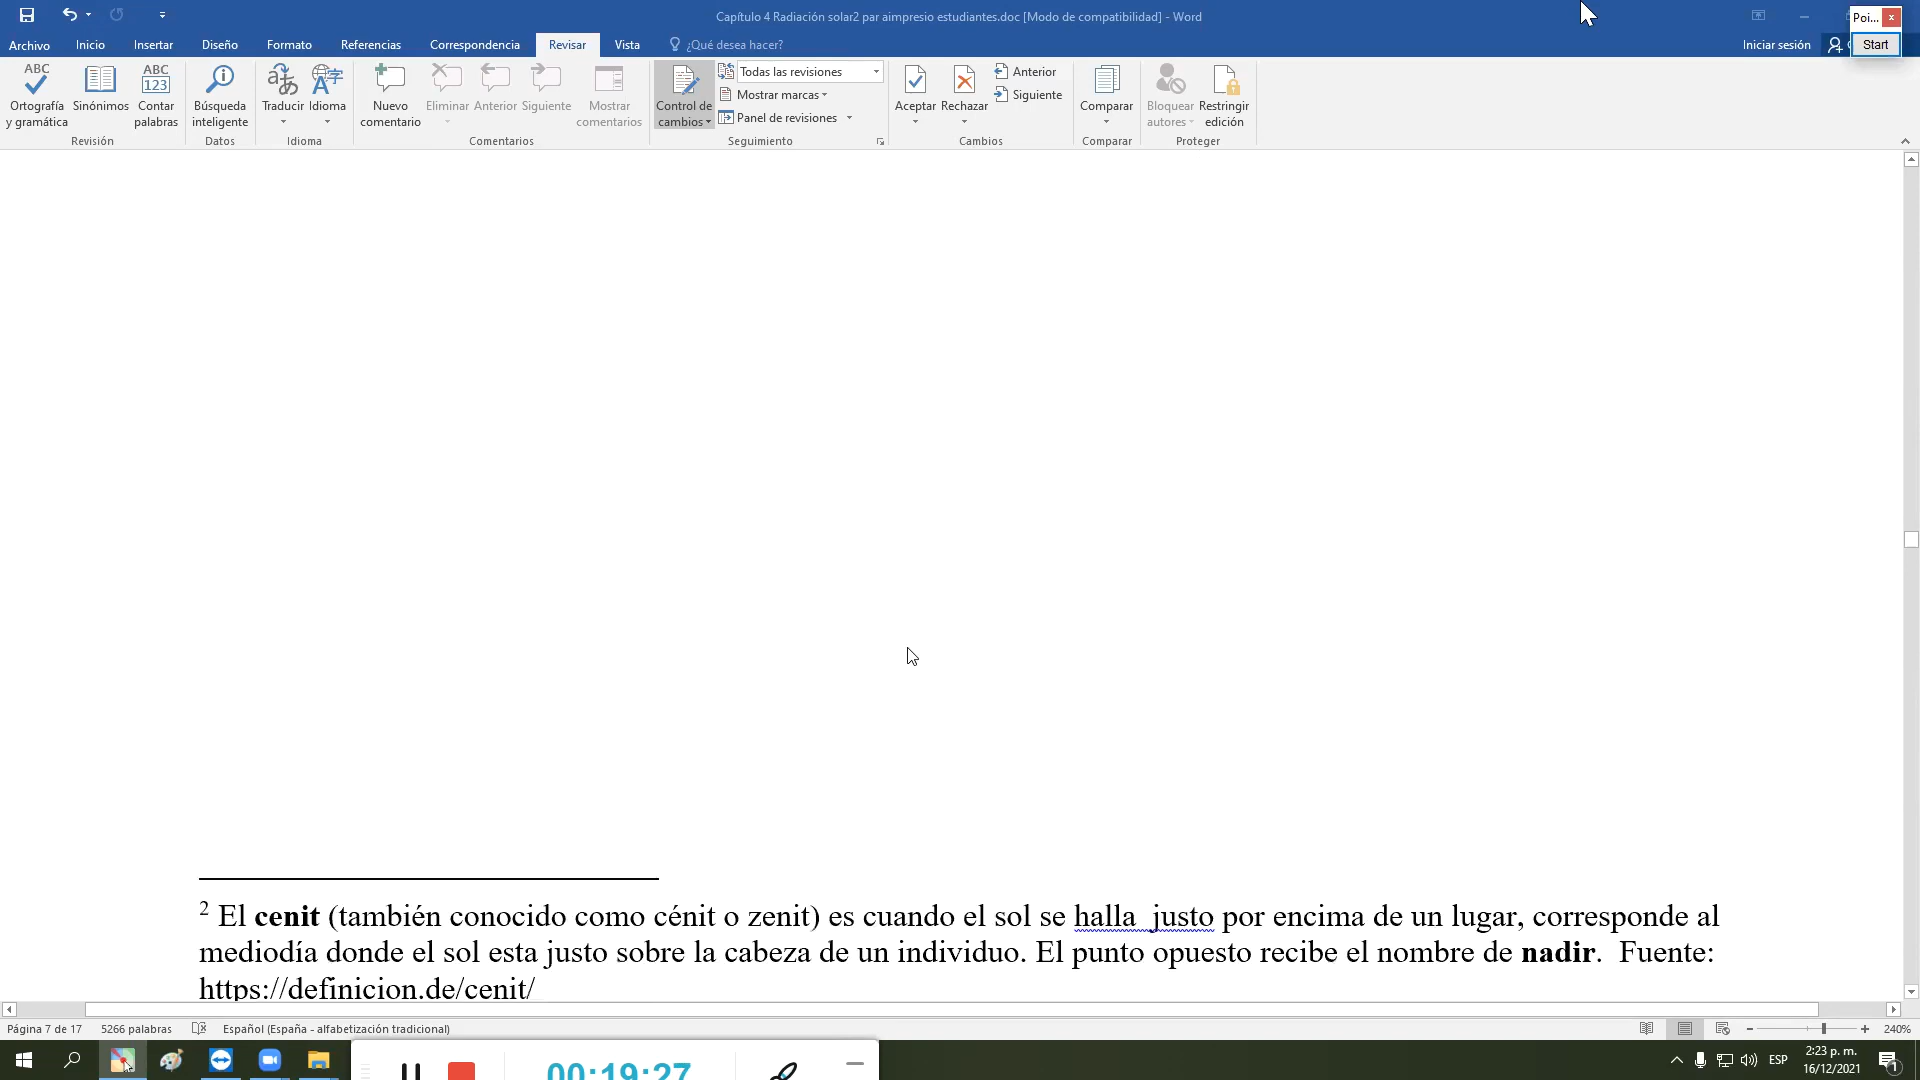 Capítulo 4 Radiación solar2 par aimpresio estudiantes.doc [Modo de compatibilidad] - Word
Poi...
Archivo Inicio Insertar Diseño Formato Referencias Correspondencia Revisar Vista ¿Qué desea hacer? Iniciar sesión Start
ABC ABC 123
Ortografía y gramática
Sinónimos
Contar palabras
Búsqueda inteligente
Traducir
Idioma
Nuevo comentario
Eliminar
Anterior
Siguiente
Mostrar comentarios
Control de cambios
Todas las revisiones
Mostrar marcas
Panel de revisiones
Aceptar
Rechazar
Anterior
Siguiente
Comparar
Bloquear autores
Restringir edición
Revisión Datos Idioma Comentarios Seguimiento Cambios Comparar Proteger
2 El cenit (también conocido como cénit o zenit) es cuando el sol se halla justo por encima de un lugar, corresponde al
mediodía donde el sol esta justo sobre la cabeza de un individuo. El punto opuesto recibe el nombre de nadir. Fuente:
https://definicion.de/cenit/
Página 7 de 17 5266 palabras Español (España - alfabetización tradicional) 240%
00:19:27
ESP
2:23 p. m.
16/12/2021
1